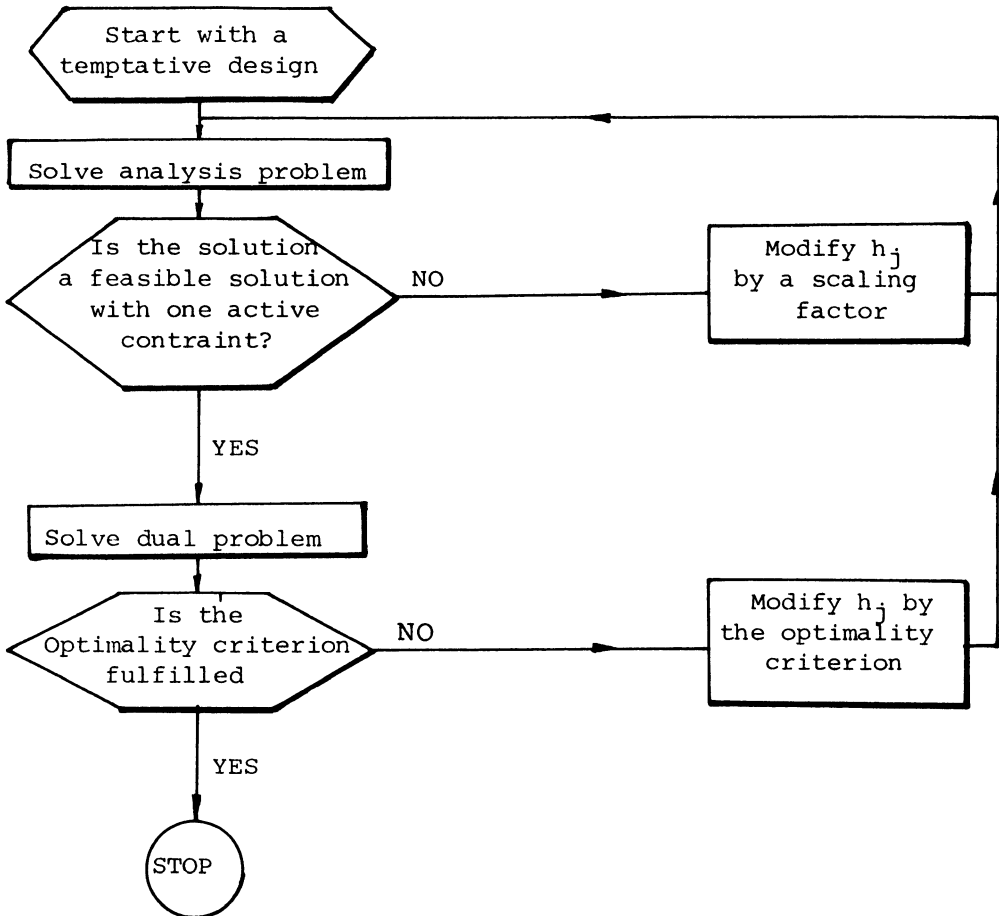 Start with a
temptative design
Solve analysis problem
Is the solution
a feasible solution
with one active
contraint?
NO
Modify hj
by a scaling
factor
YES
Solve dual problem
Is the
Optimality criterion
fulfilled
NO
Modify hj by
the optimality
criterion
YES
STOP